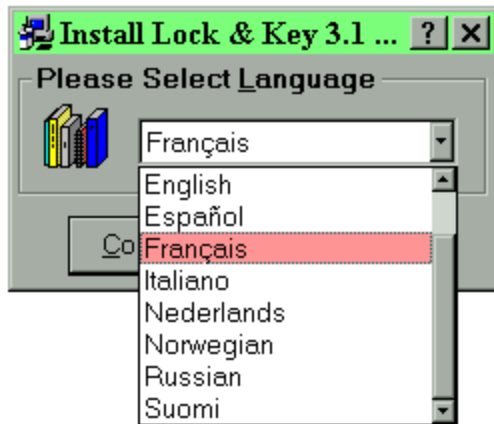 Install Lock & Key 3.1 ...
Please Select Language
Français
English
Español
Français
Italiano
Nederlands
Norwegian
Russian
Suomi